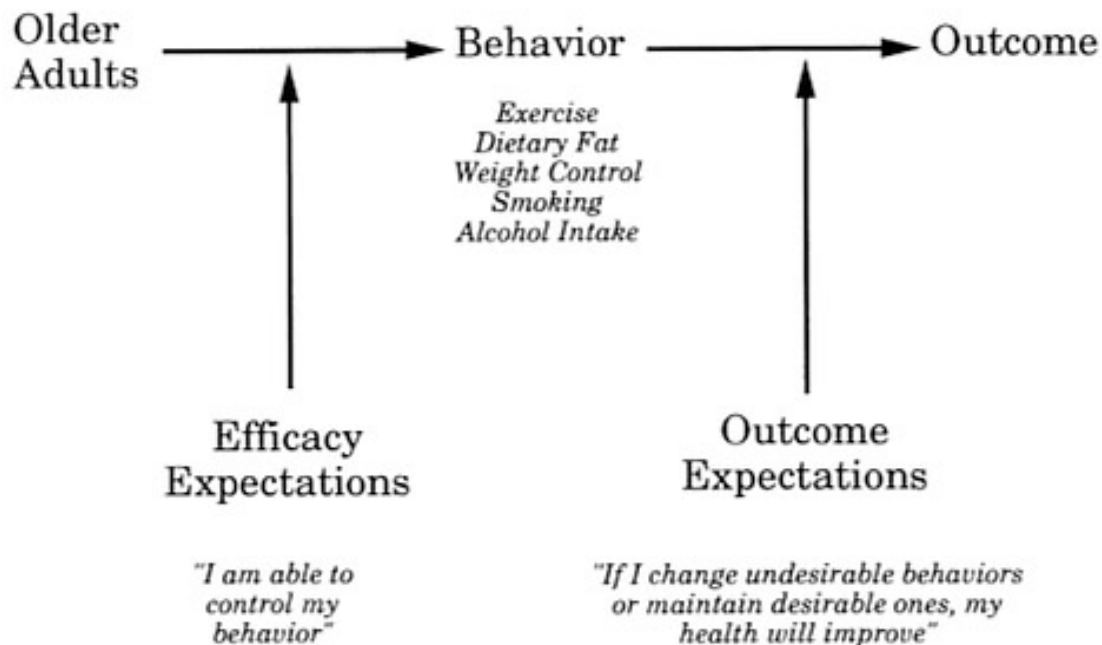 Older
Adults
Behavior
Outcome
Exercise
Dietary Fat
Weight Control
Smoking
Alcohol Intake
Efficacy
Expectations
Outcome
Expectations
"I am able to
control my
behavior"
"If I change undesirable behaviors
or maintain desirable ones, my
health will improve"